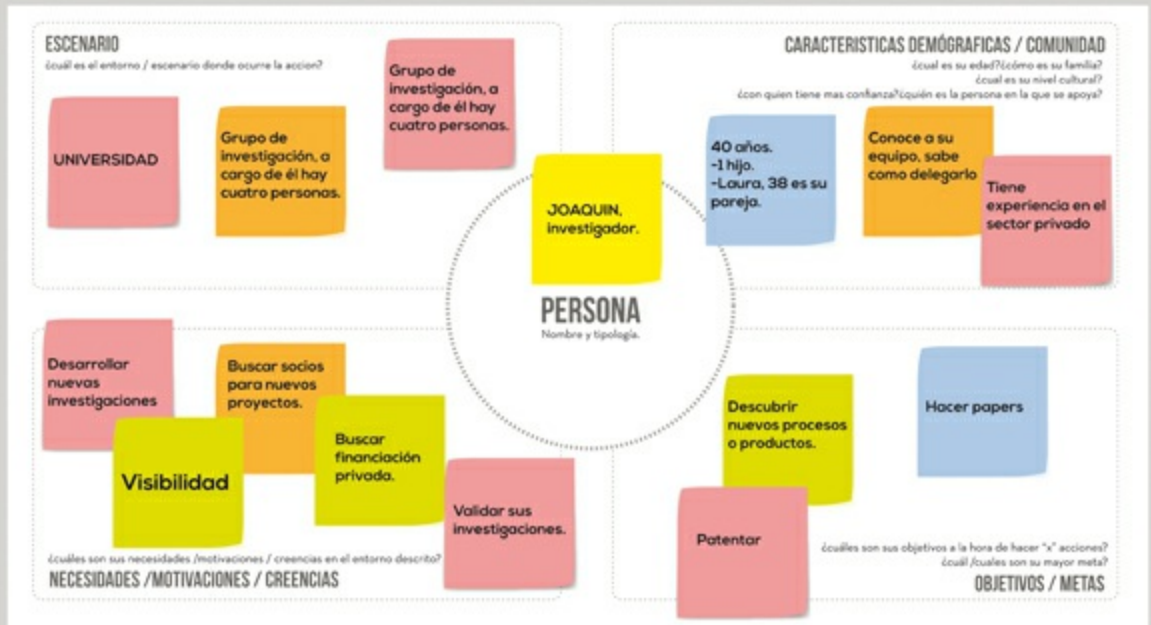 ESCENARIO
¿cuál es el entorno / escenario donde ocurre la accion?
UNIVERSIDAD
Grupo de
investigación, a
cargo de él hay
cuatro personas.
Grupo de
investigación, a
cargo de él hay
cuatro personas.
CARACTERISTICAS DEMÓGRAFICAS / COMUNIDAD
¿cual es su edad?¿cómo es su familia?
¿cual es su nivel cultural?
¿con quien tiene mas confianza?¿quién es la persona en la que se apoya?
40 años.
-1 hijo.
-Laura, 38 es su
pareja.
Conoce a su
equipo, sabe
como delegarlo
Tiene
experiencia en el
sector privado
JOAQUIN,
investigador.
PERSONA
Nombre y tipología.
Desarrollar
nuevas
investigaciones
Visibilidad
Buscar socios
para nuevos
proyectos.
Buscar
financiación
privada.
Validar sus
investigaciones.
¿cuáles son sus necesidades /motivaciones / creencias en el entorno descrito?
NECESIDADES /MOTIVACIONES / CREENCIAS
Descubrir
nuevos procesos
o productos.
Hacer papers
Patentar
¿cuáles son sus objetivos a la hora de hacer "x" acciones?
¿cuál /cuales son su mayor meta?
OBJETIVOS / METAS